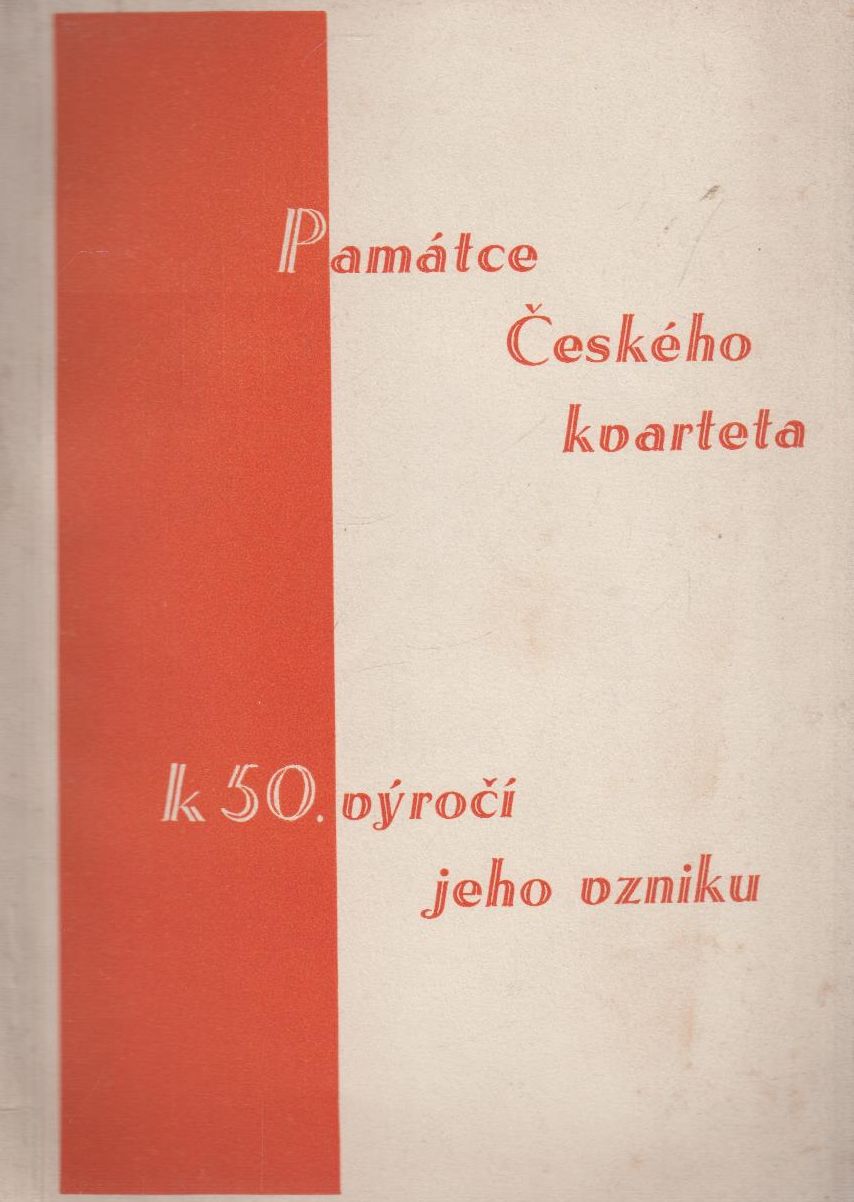 Památce
Českého
kvarteta
k 50. výročí
jeho vzniku